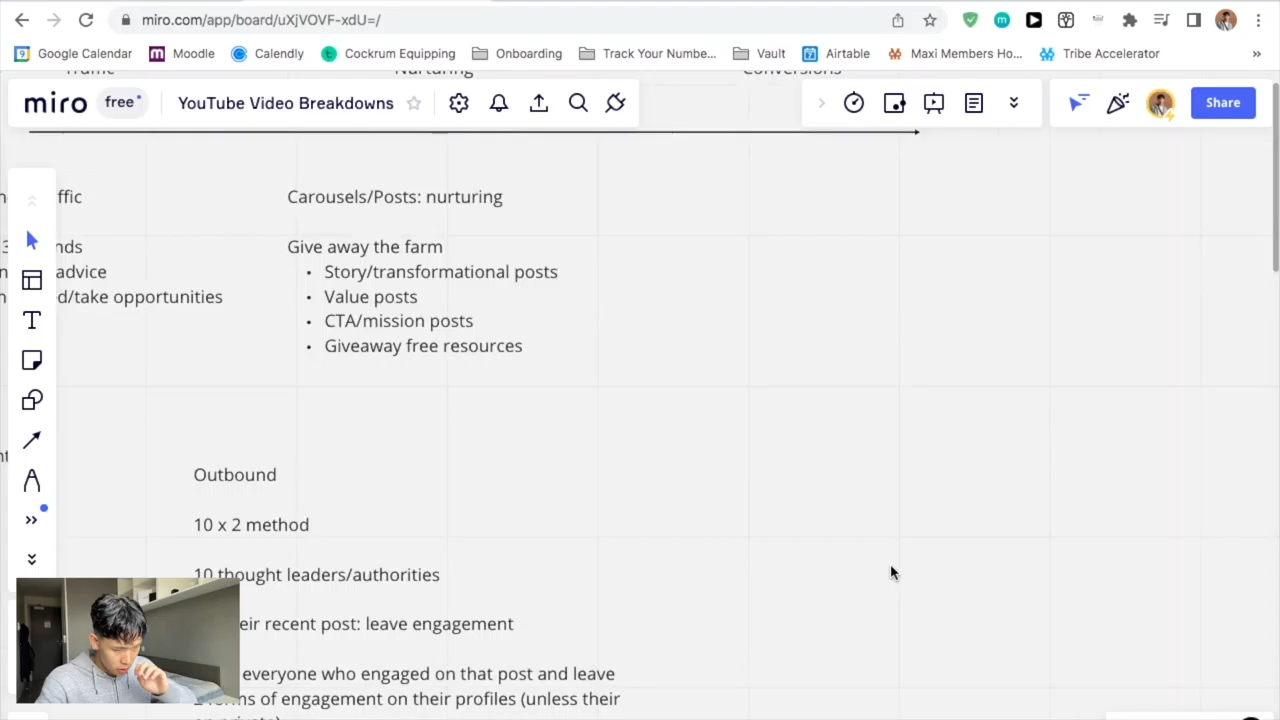 miro.com/app/board/uXjVOVF-xdU=/
Google Calendar Moodle Calendly Cockrum Equipping Onboarding Track Your Numbe... Vault Airtable Maxi Members Ho... Tribe Accelerator »
Traffic Nurturing Conversions
miro free YouTube Video Breakdowns Share
ffic
nds
advice
d/take opportunities
Carousels/Posts: nurturing
Give away the farm
• Story/transformational posts
• Value posts
• CTA/mission posts
• Giveaway free resources
Outbound
10 x 2 method
10 thought leaders/authorities
eir recent post: leave engagement
everyone who engaged on that post and leave
of engagement on their profiles (unless their